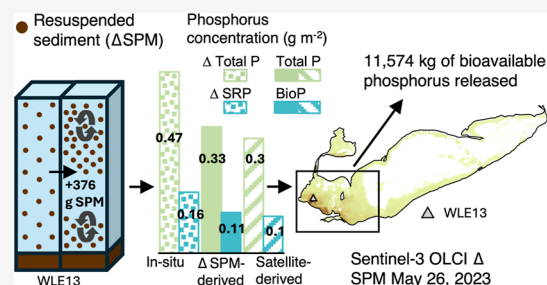 Resuspended
sediment (ΔSPM)
+376
g SPM
WLE13
Phosphorus
concentration (g m-2)
Δ Total P
Total P
Δ SRP
BioP
0.47
0.16
0.33
0.11
0.3
0.1
In-situ
Δ SPM-
derived
Satellite-
derived
11,574 kg of bioavailable
phosphorus released
WLE13
Sentinel-3 OLCI Δ
SPM May 26, 2023